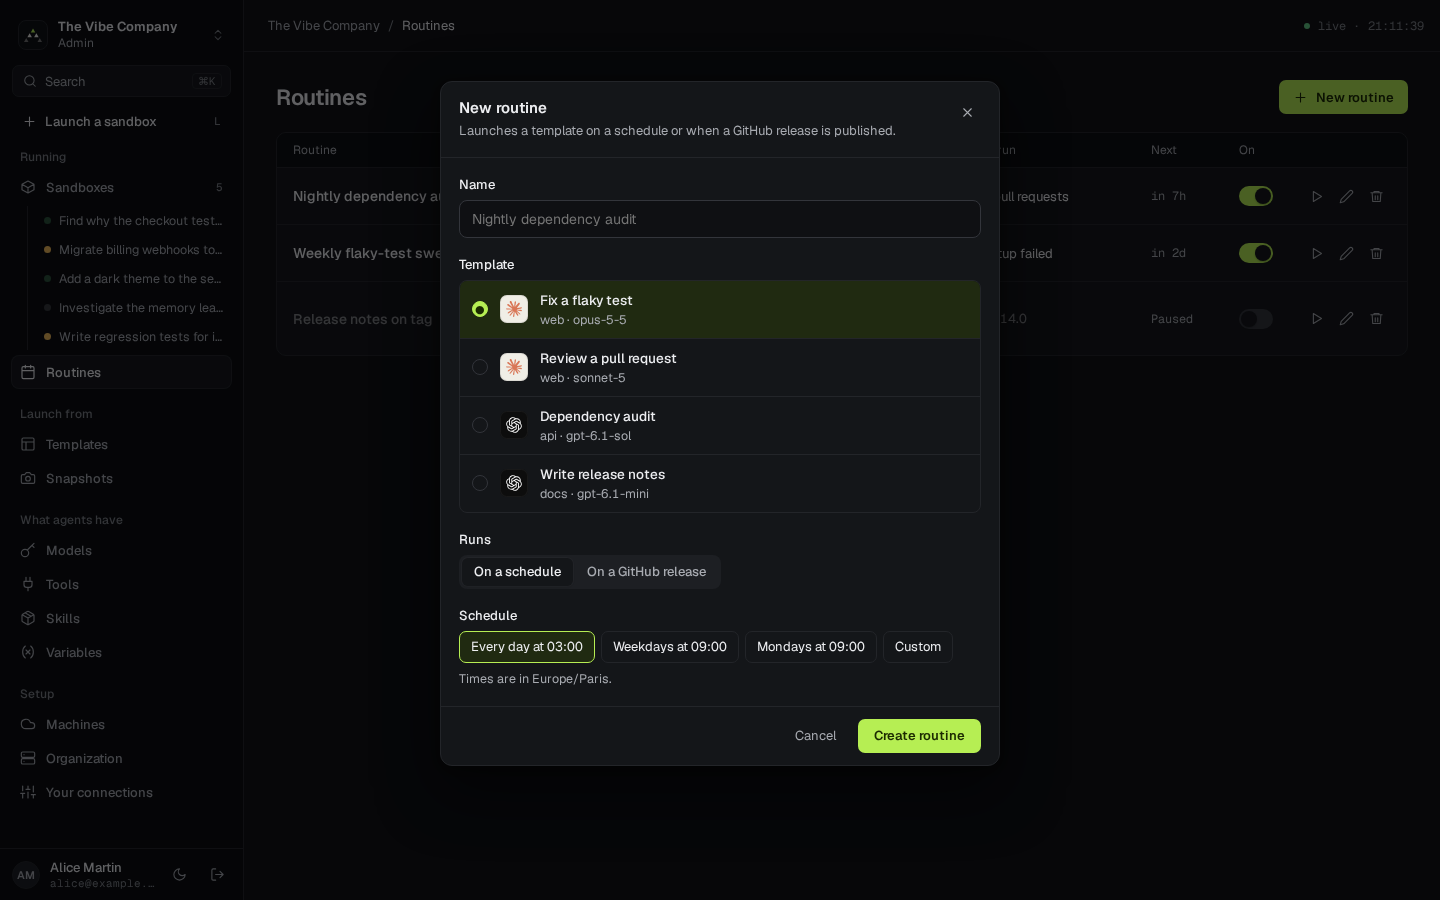 The Vibe Company
Admin
Search
⌘K
Launch a sandbox
L
Running
Sandboxes
5
Find why the checkout test...
Migrate billing webhooks to...
Add a dark theme to the se...
Investigate the memory lea...
Write regression tests for i...
Routines
Launch from
Templates
Snapshots
What agents have
Models
Tools
Skills
Variables
Setup
Machines
Organization
Your connections
AM
Alice Martin
alice@example....
The Vibe Company / Routines
live · 21:11:39
Routines
New routine
Routine
Next
On
Nightly dependency
ull requests
in 7h
Weekly flaky-test
failed
in 2d
Release notes on tag
14.0
Paused
New routine
Launches a template on a schedule or when a GitHub release is published.
Name
Nightly dependency audit
Template
Fix a flaky test
web · opus-5-5
Review a pull request
web · sonnet-5
Dependency audit
api · gpt-6.1-sol
Write release notes
docs · gpt-6.1-mini
Runs
On a schedule
On a GitHub release
Schedule
Every day at 03:00
Weekdays at 09:00
Mondays at 09:00
Custom
Times are in Europe/Paris.
Cancel
Create routine